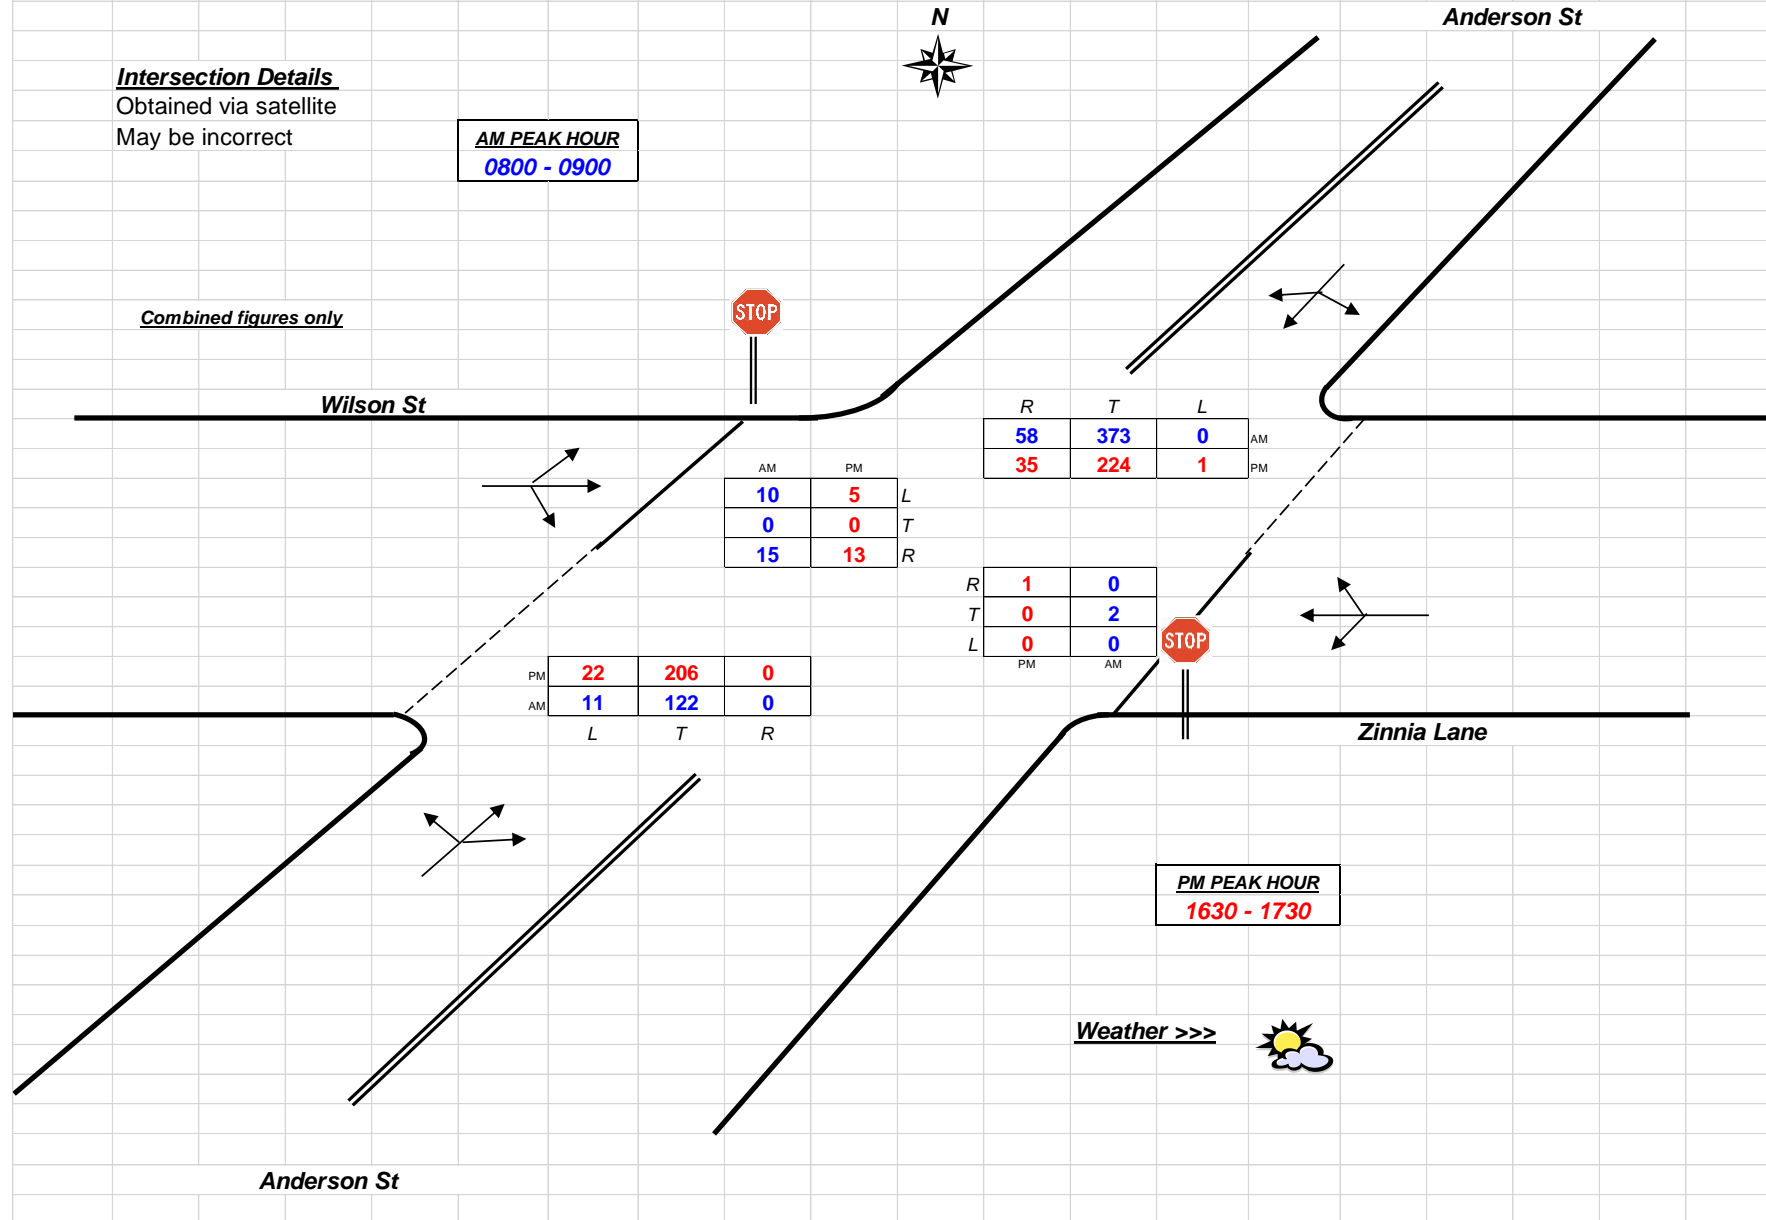 N
Anderson St
Intersection Details
Obtained via satellite
May be incorrect
AM PEAK HOUR
0800 - 0900
Combined figures only
STOP
Wilson St
R T L
58 373 0 AM
35 224 1 PM
AM PM
10 5 L
0 0 T
15 13 R
R 1 0
T 0 2
L 0 0
PM AM
STOP
PM 22 206 0
AM 11 122 0
L T R
Zinnia Lane
PM PEAK HOUR
1630 - 1730
Weather >>>
Anderson St